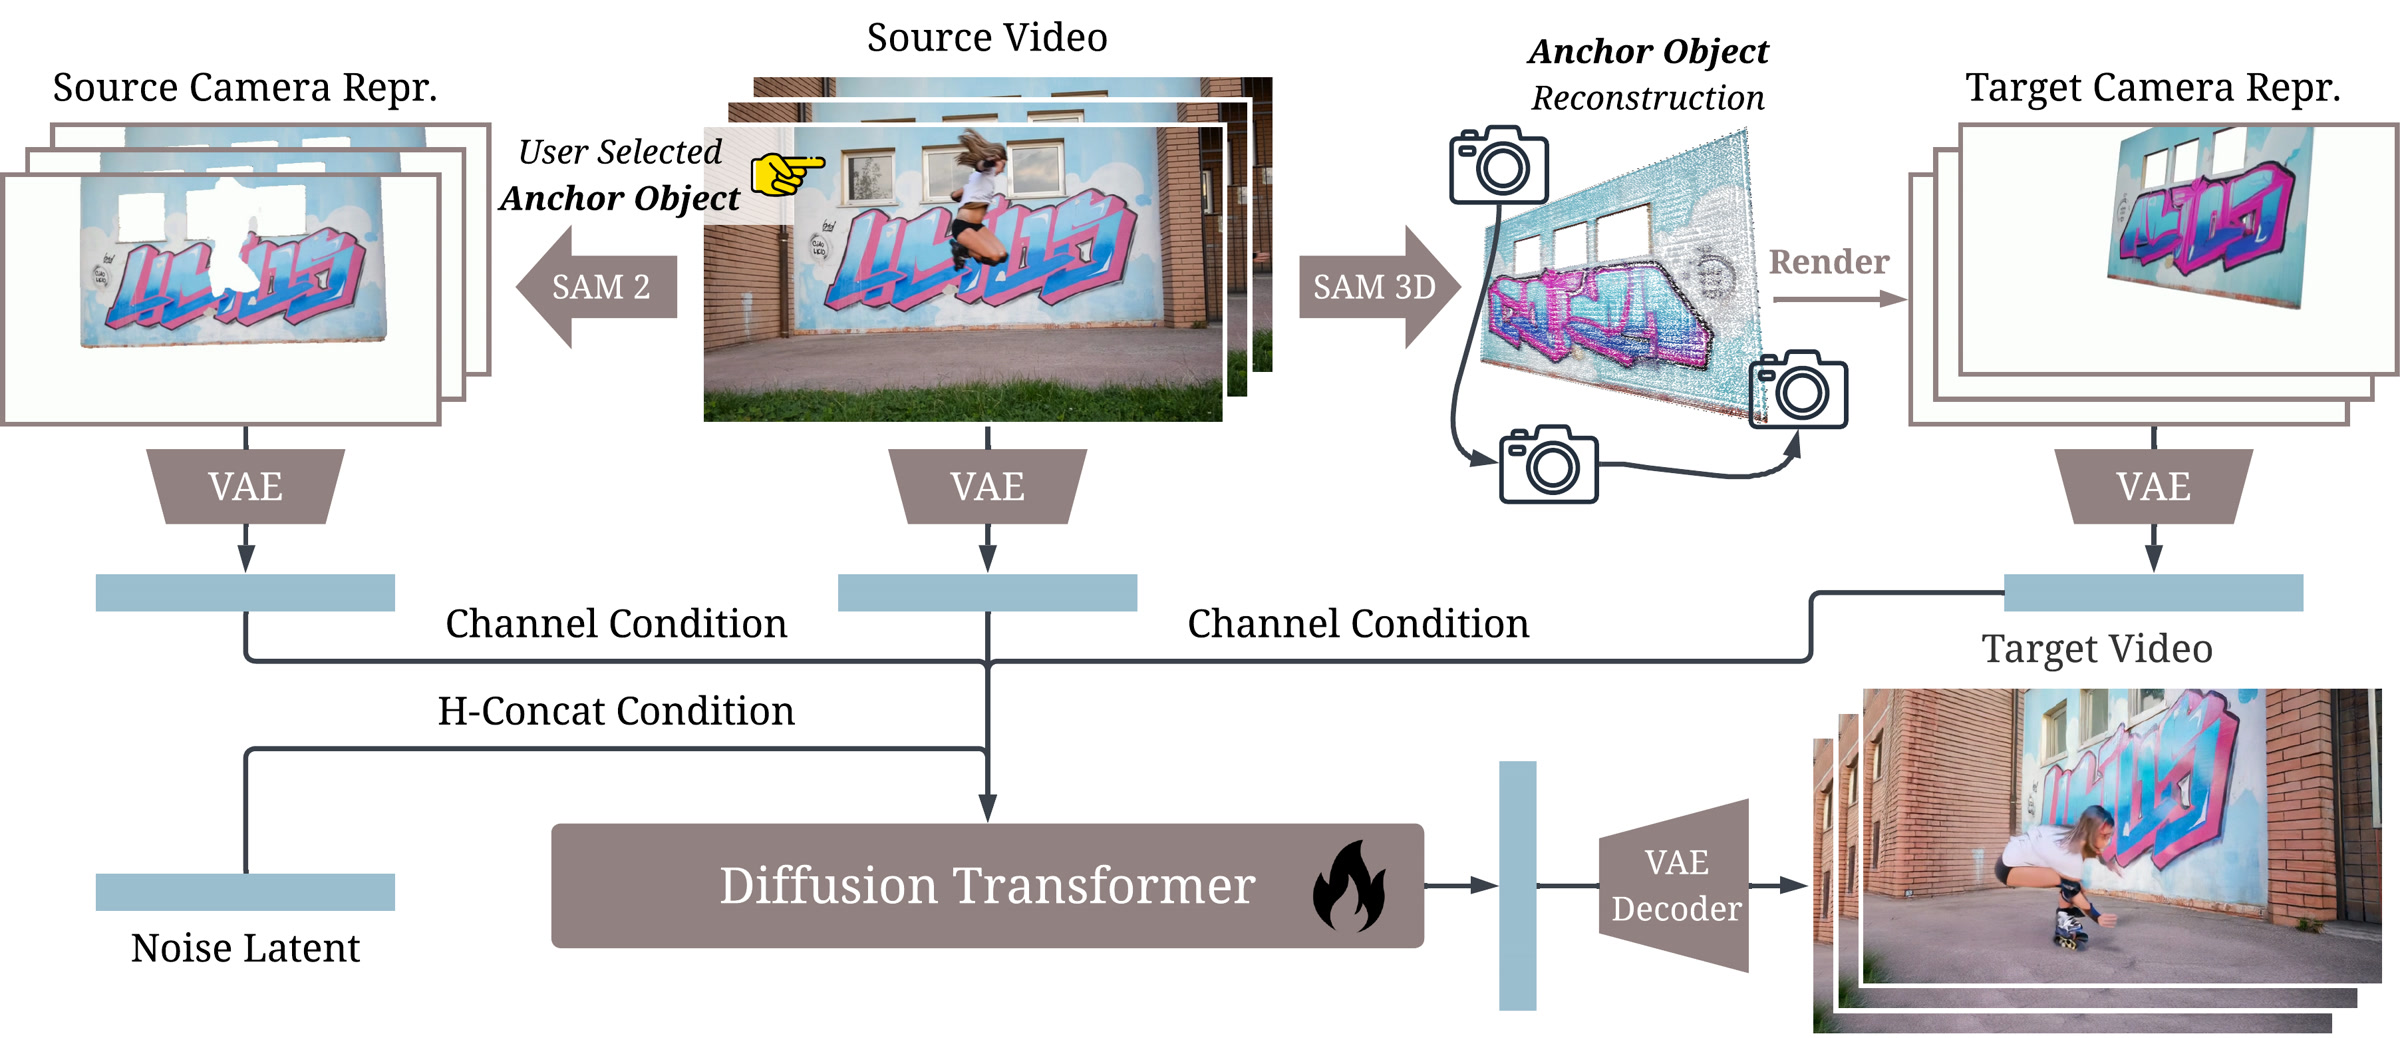 Source Video
Source Camera Repr.
User Selected
Anchor Object
Anchor Object
Reconstruction
Target Camera Repr.
SAM 2
SAM 3D
Render
VAE
VAE
VAE
Channel Condition
Channel Condition
H-Concat Condition
Target Video
Noise Latent
Diffusion Transformer
VAE
Decoder